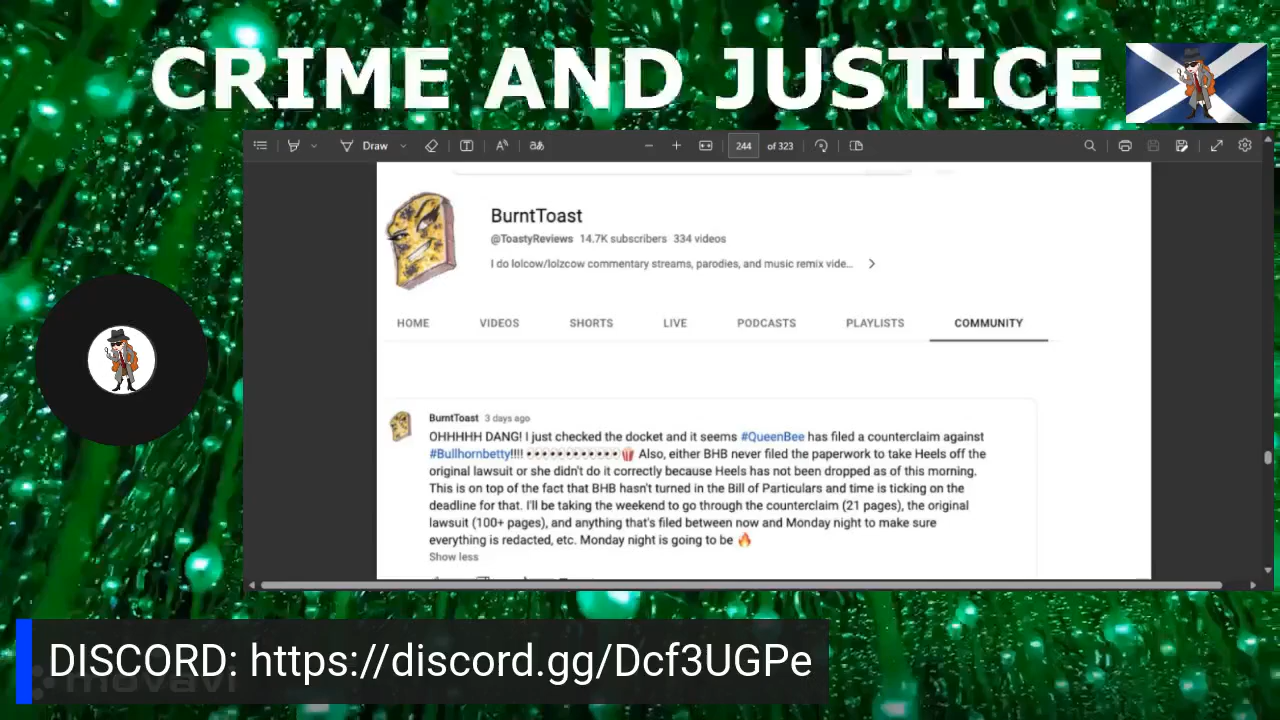 CRIME AND JUSTICE
Draw
244 of 323
BurntToast
@ToastyReviews 14.7K subscribers 334 videos
I do lolcow/lolzcow commentary streams, parodies, and music remix vide...
HOME VIDEOS SHORTS LIVE PODCASTS PLAYLISTS COMMUNITY
BurntToast 3 days ago
OHHHHH DANG! I just checked the docket and it seems #QueenBee has filed a counterclaim against
#Bullhornbetty!!!! 👀👀👀👀👀👀🍿 Also, either BHB never filed the paperwork to take Heels off the
original lawsuit or she didn't do it correctly because Heels has not been dropped as of this morning.
This is on top of the fact that BHB hasn't turned in the Bill of Particulars and time is ticking on the
deadline for that. I'll be taking the weekend to go through the counterclaim (21 pages), the original
lawsuit (100+ pages), and anything that's filed between now and Monday night to make sure
everything is redacted, etc. Monday night is going to be 🔥
Show less
DISCORD: https://discord.gg/Dcf3UGPe
movavi